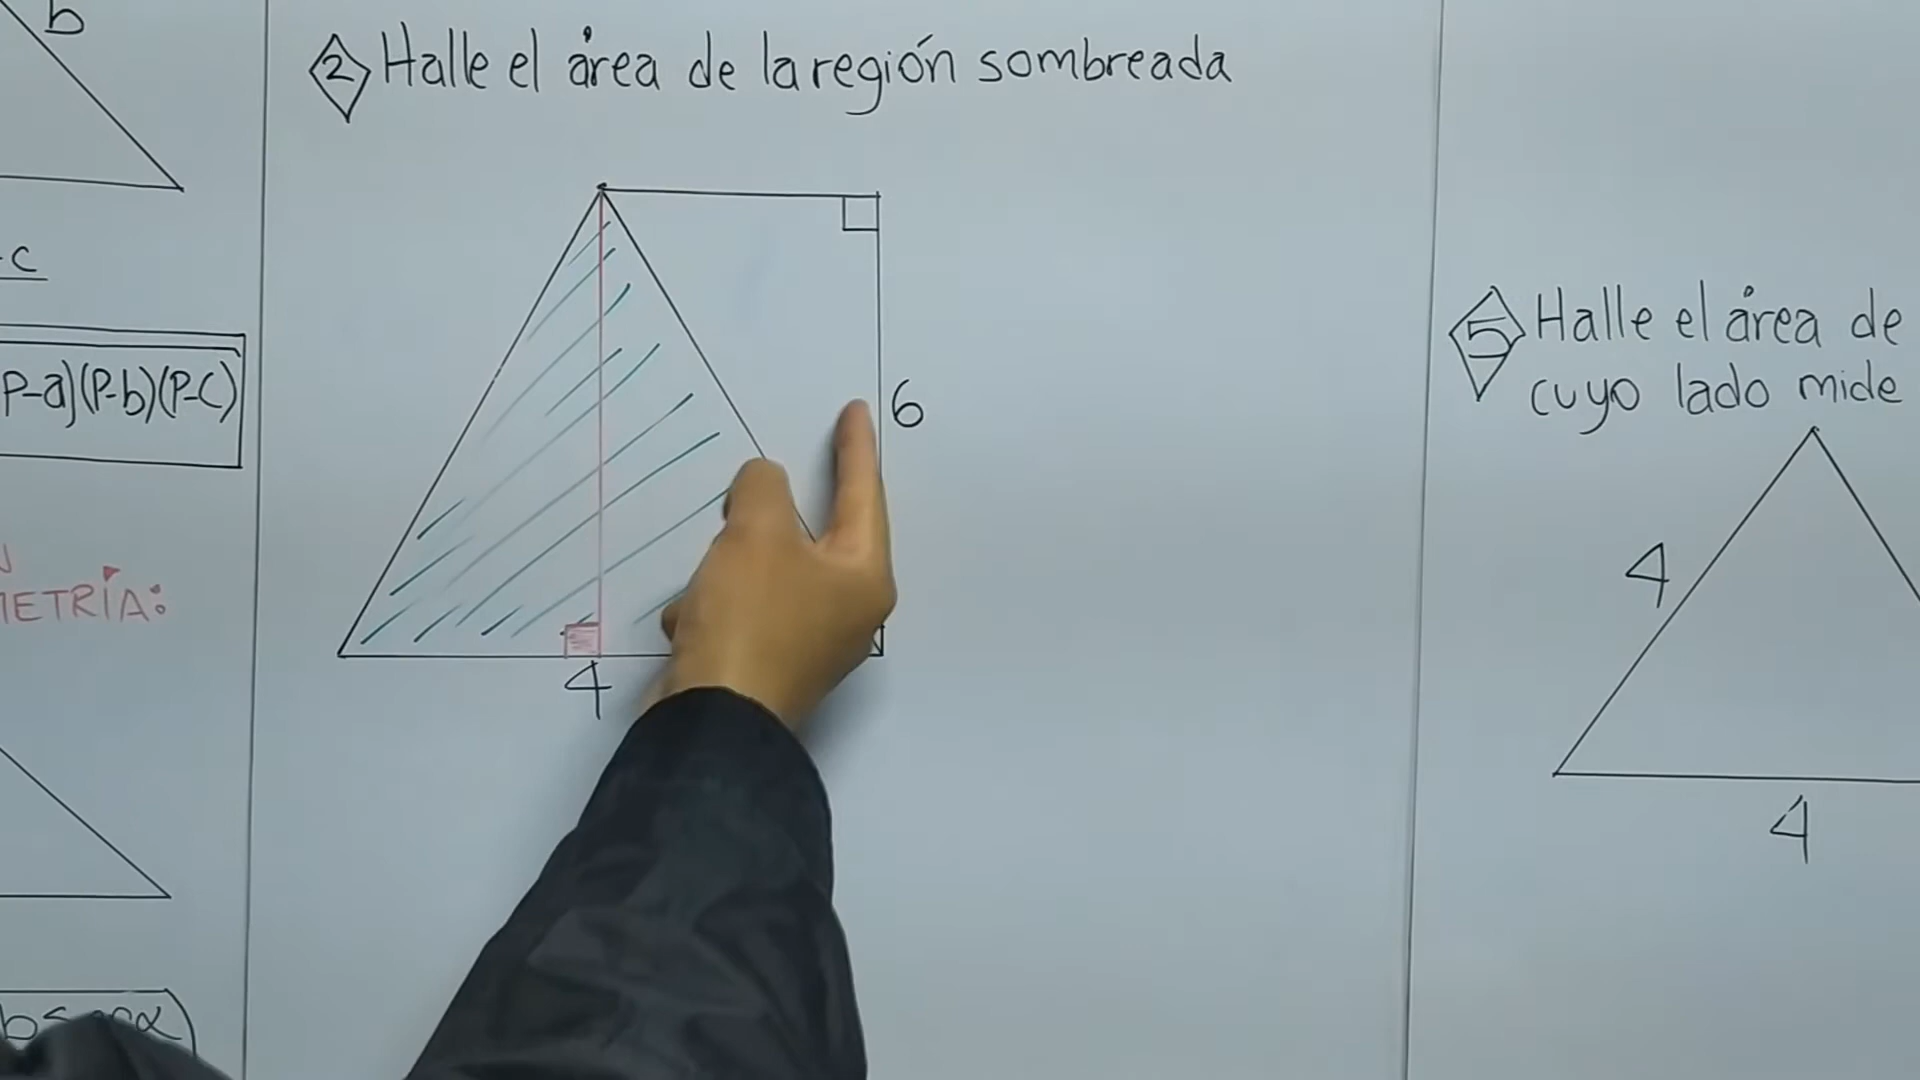 b
② Halle el área de la región sombreada
c
P-a)(P-b)(P-c)
6
4
METRÍA:
⑤ Halle el área de
cuyo lado mide
4
4